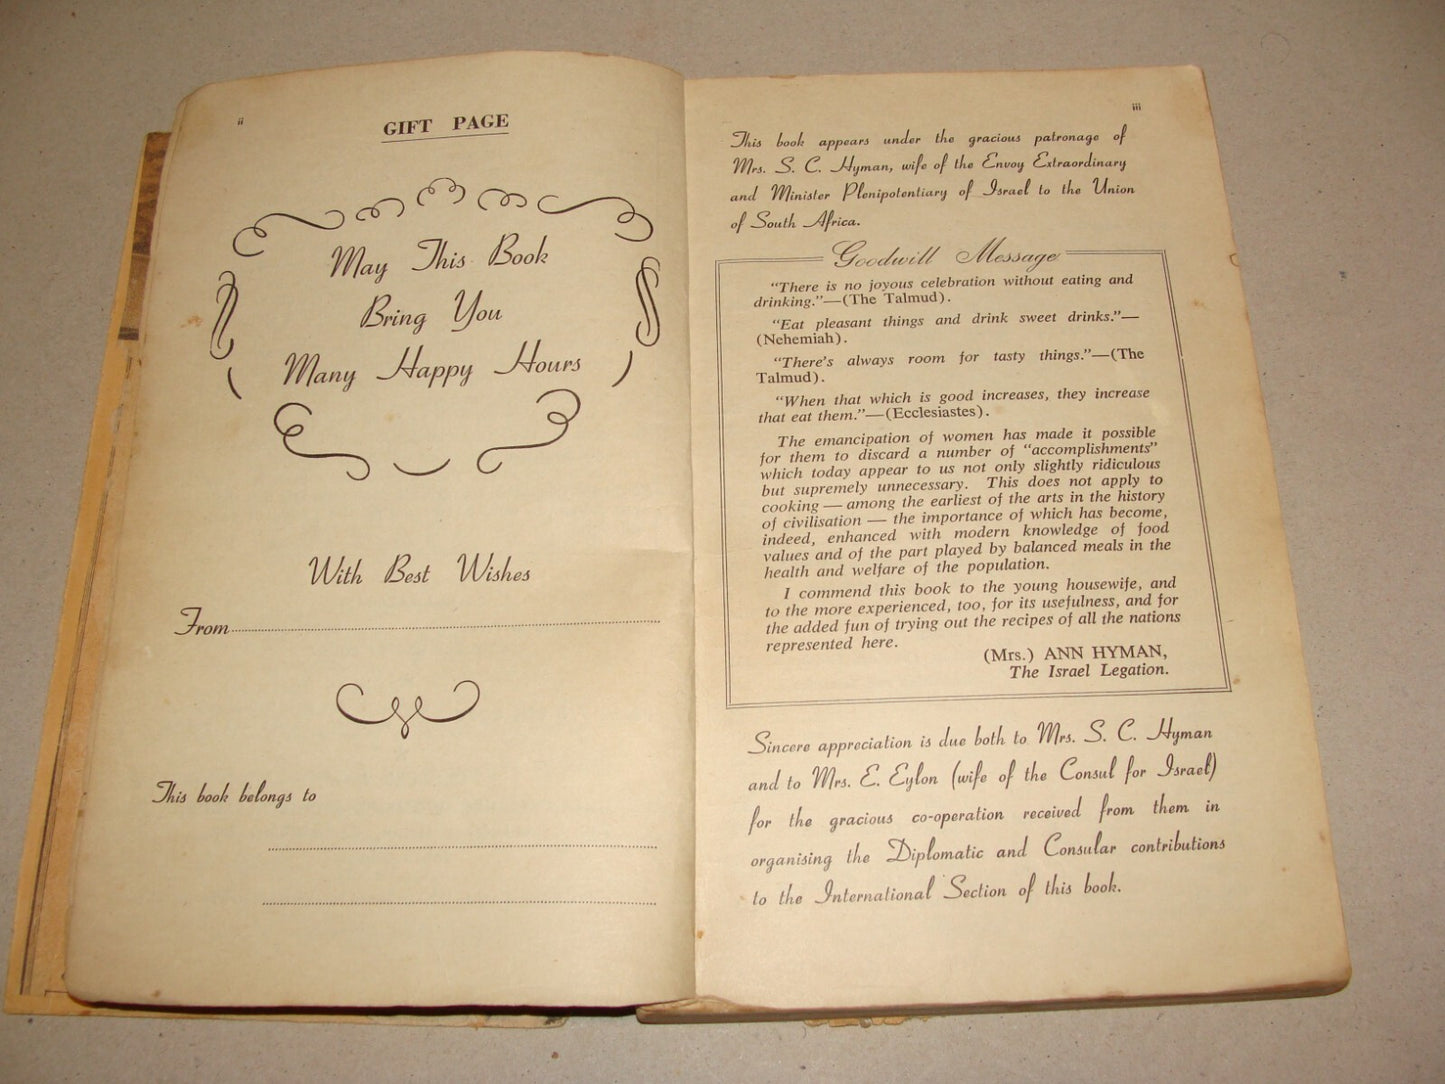 ii
GIFT PAGE
May This Book
Bring You
Many Happy Hours
With Best Wishes
From
This book belongs to
iii
This book appears under the gracious patronage of
Mrs. S. C. Hyman, wife of the Envoy Extraordinary
and Minister Plenipotentiary of Israel to the Union
of South Africa.
Goodwill Message
"There is no joyous celebration without eating and
drinking."—(The Talmud).
"Eat pleasant things and drink sweet drinks."—
(Nehemiah).
"There's always room for tasty things."—(The
Talmud).
"When that which is good increases, they increase
that eat them."—(Ecclesiastes).
The emancipation of women has made it possible
for them to discard a number of "accomplishments"
which today appear to us not only slightly ridiculous
but supremely unnecessary. This does not apply to
cooking — among the earliest of the arts in the history
of civilisation — the importance of which has become,
indeed, enhanced with modern knowledge of food
values and of the part played by balanced meals in the
health and welfare of the population.
I commend this book to the young housewife, and
to the more experienced, too, for its usefulness, and for
the added fun of trying out the recipes of all the nations
represented here.
(Mrs.) ANN HYMAN,
The Israel Legation.
Sincere appreciation is due both to Mrs. S. C. Hyman
and to Mrs. E. Eylon (wife of the Consul for Israel)
for the gracious co-operation received from them in
organising the Diplomatic and Consular contributions
to the International Section of this book.